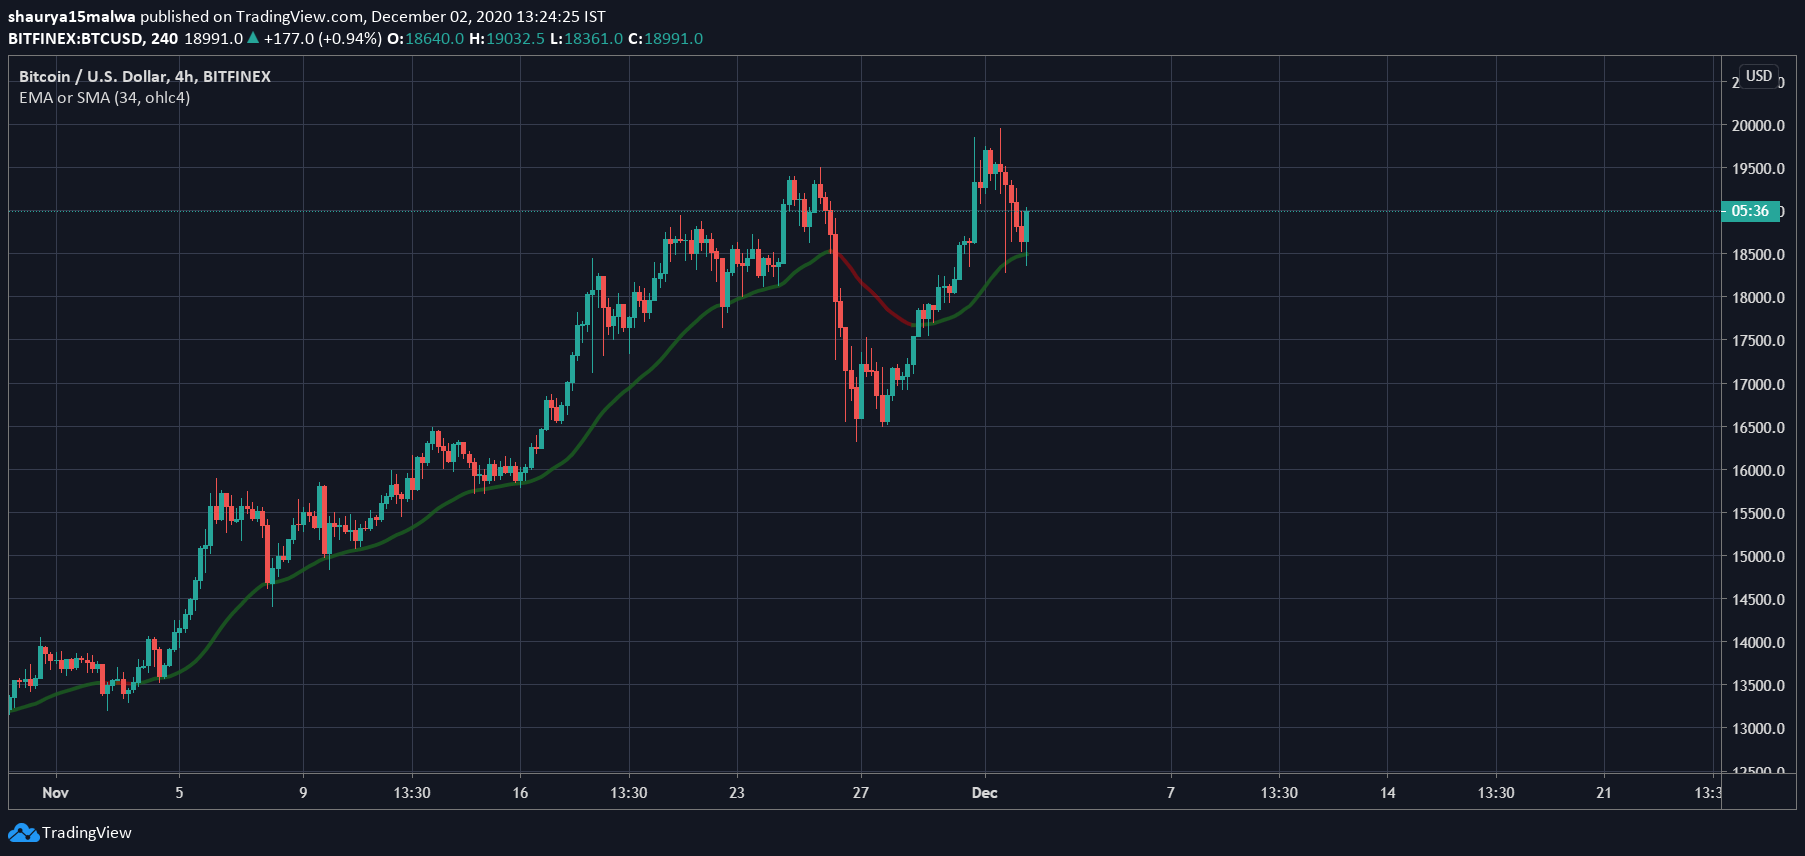 shaurya15malwa published on TradingView.com, December 02, 2020 13:24:25 IST
BITFINEX:BTCUSD, 240 18991.0 ▲ +177.0 (+0.94%) O:18640.0 H:19032.5 L:18361.0 C:18991.0
Bitcoin / U.S. Dollar, 4h, BITFINEX
EMA or SMA (34, ohlc4)
USD
20000.0
19500.0
05:36
18500.0
18000.0
17500.0
17000.0
16500.0
16000.0
15500.0
15000.0
14500.0
14000.0
13500.0
13000.0
12500.0
Nov 5 9 13:30 16 13:30 23 27 Dec 7 13:30 14 13:30 21 13:3
TradingView